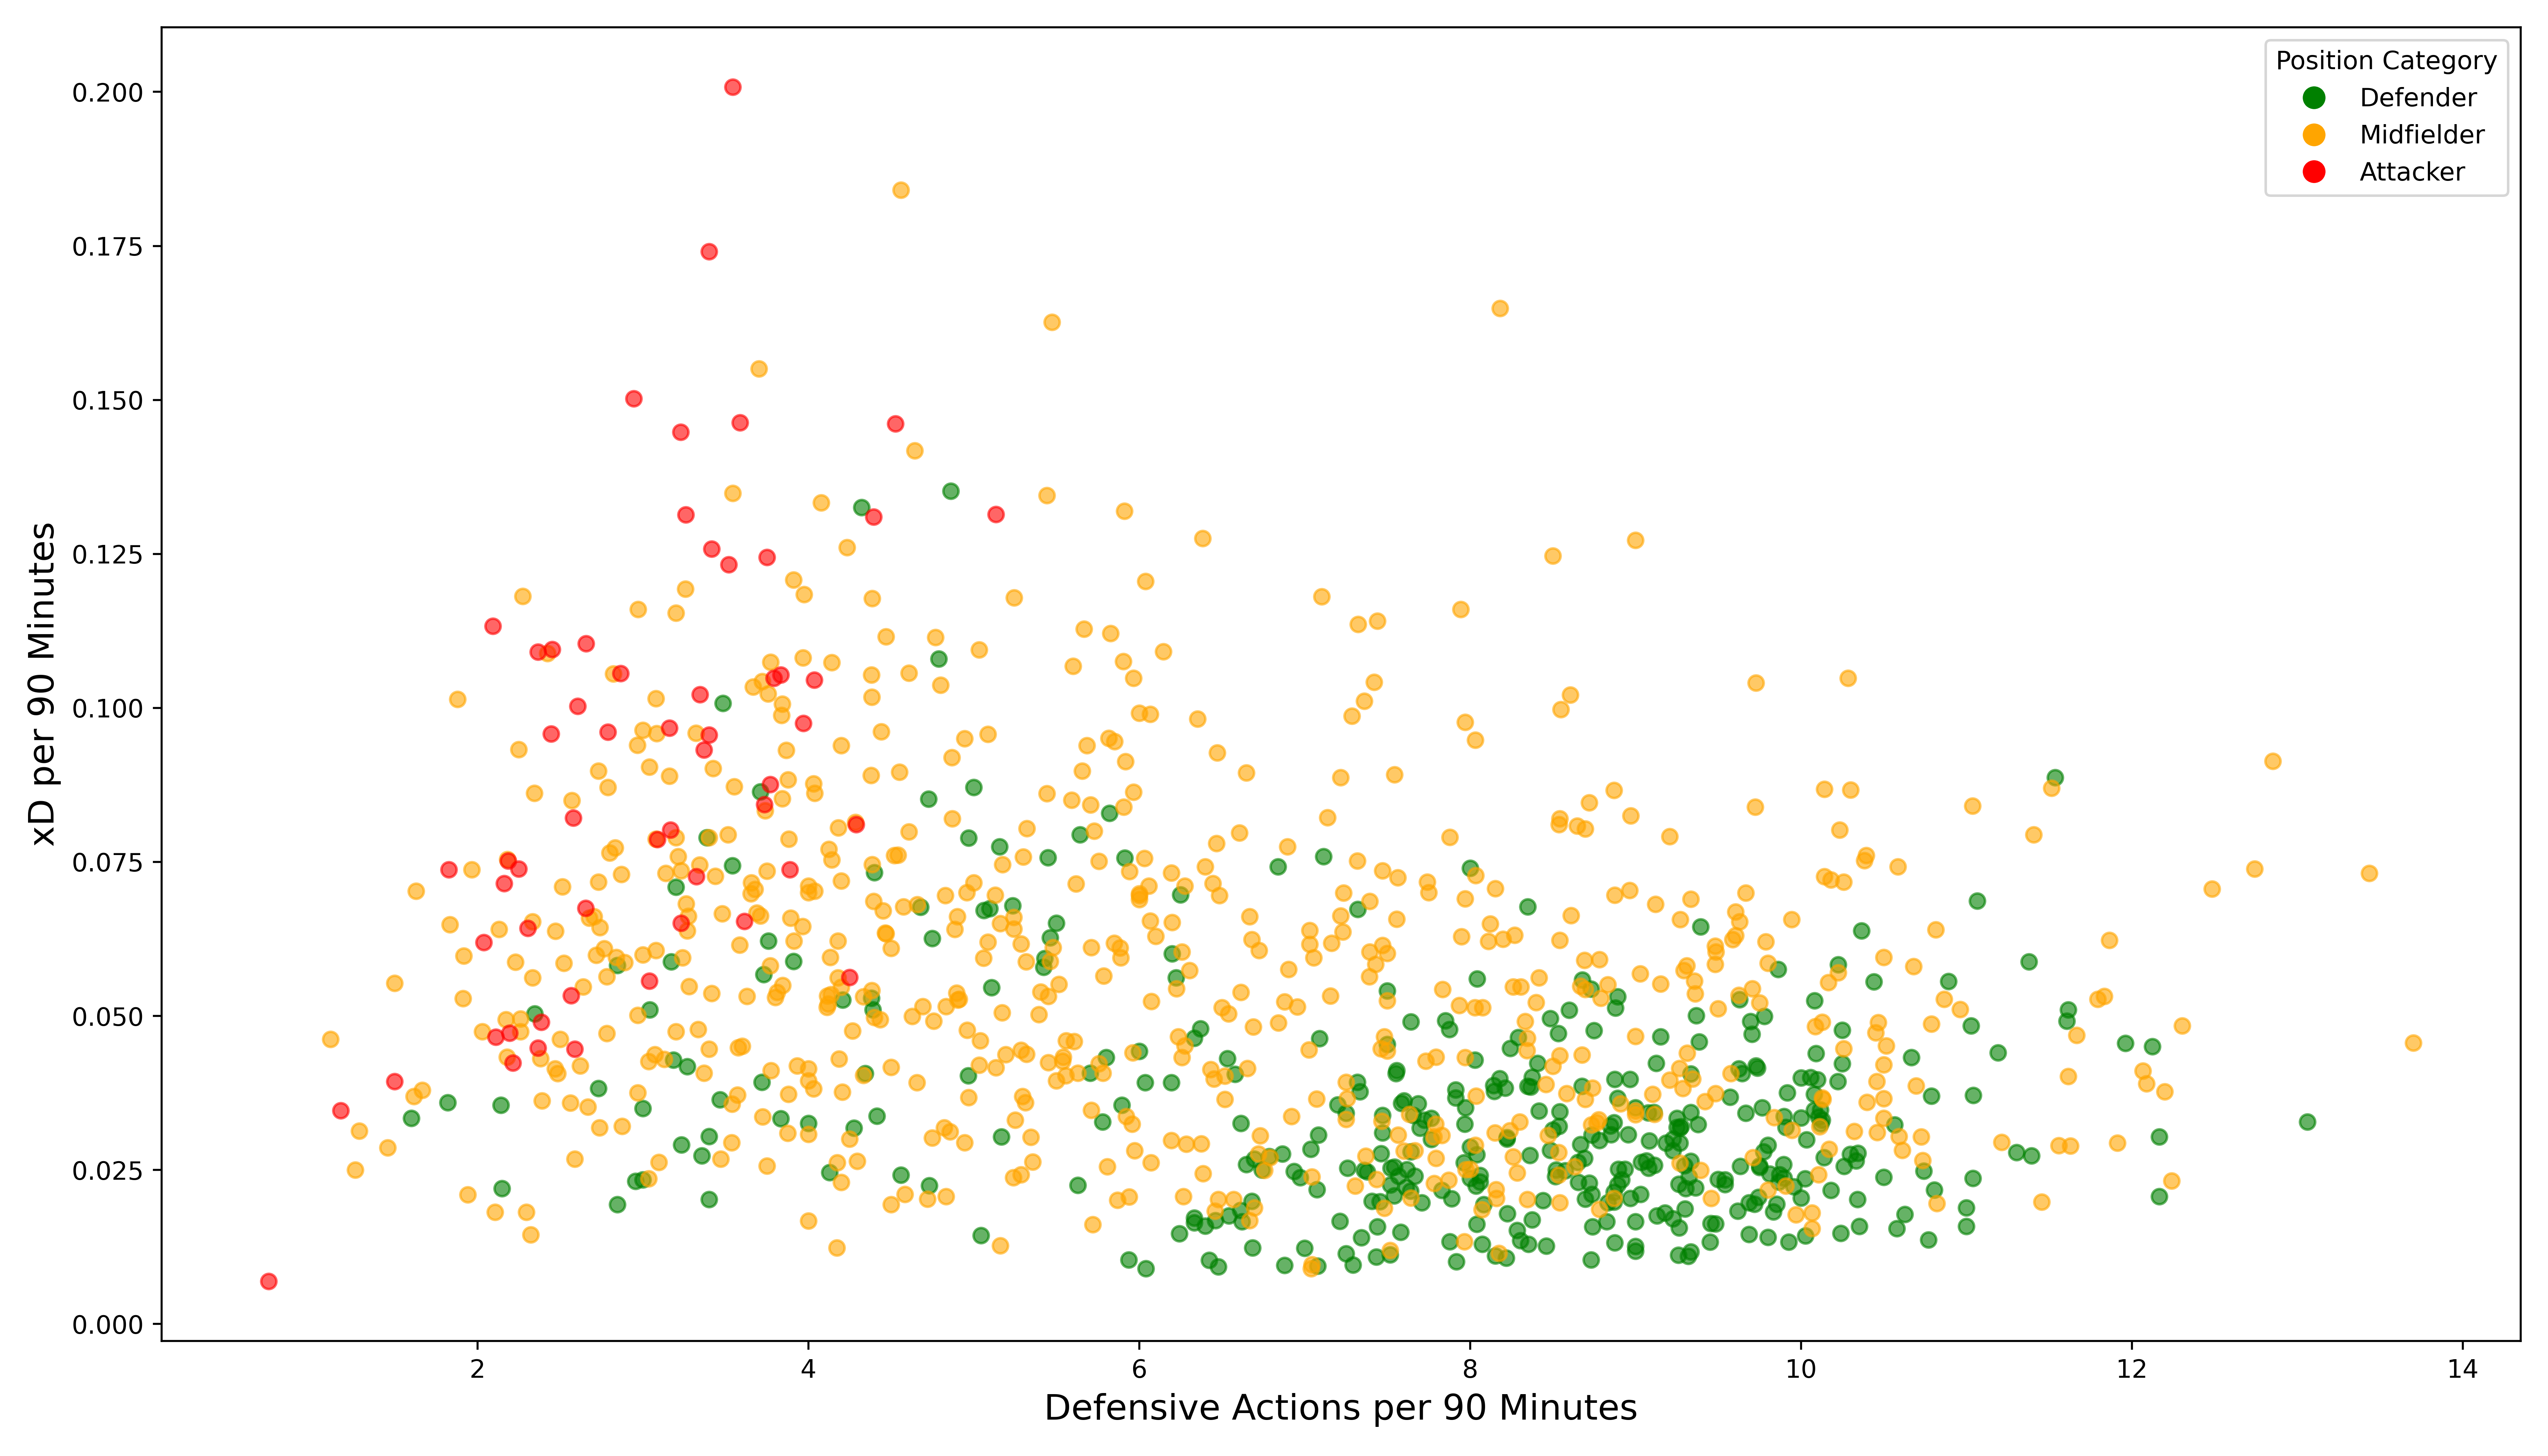 Position Category
Defender
Midfielder
Attacker
xD per 90 Minutes
0.200
0.175
0.150
0.125
0.100
0.075
0.050
0.025
0.000
2 4 6 8 10 12 14
Defensive Actions per 90 Minutes